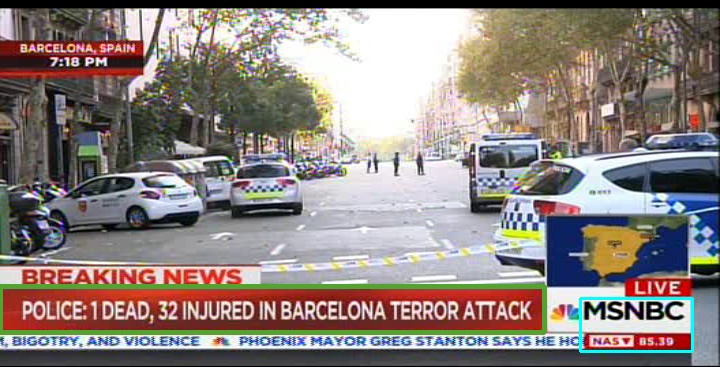 BARCELONA, SPAIN
7:18 PM
BREAKING NEWS
LIVE
POLICE: 1 DEAD, 32 INJURED IN BARCELONA TERROR ATTACK
MSNBC
M, BIGOTRY, AND VIOLENCE PHOENIX MAYOR GREG STANTON SAYS HE HO
NAS▼ 85.39